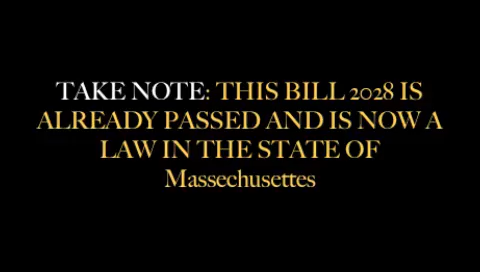 TAKE NOTE: THIS BILL 2028 IS
ALREADY PASSED AND IS NOW A
LAW IN THE STATE OF
Massechusettes